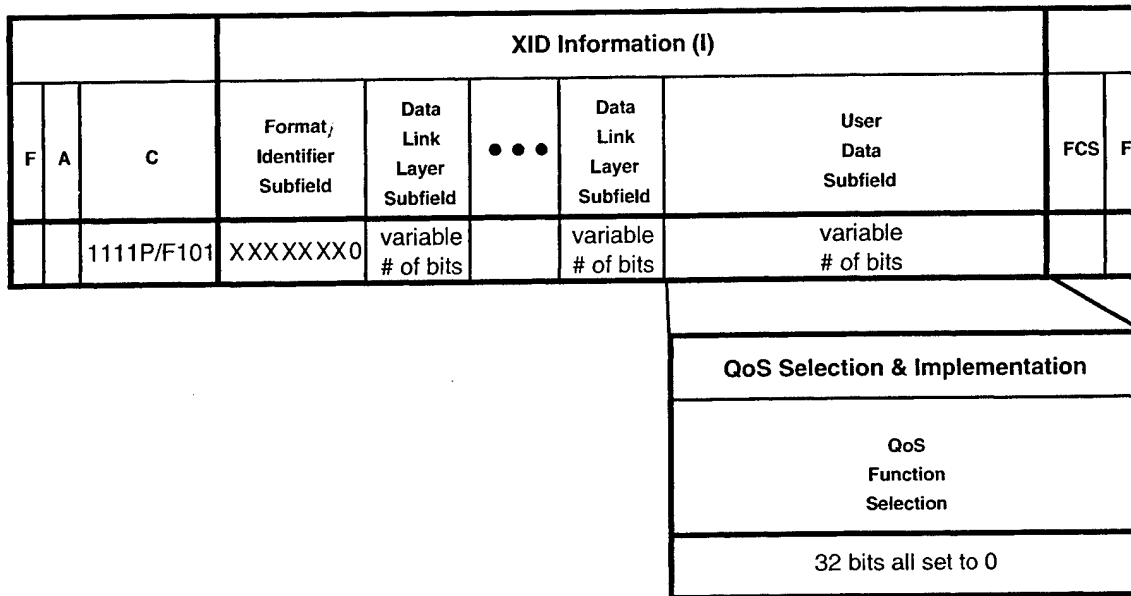 XID Information (I)
F
A
C
Formatj
Identifier
Subfield
Data
Link
Layer
Subfield
● ● ●
Data
Link
Layer
Subfield
User
Data
Subfield
FCS
F
1111P/F101
XXXXXXX0
variable
# of bits
variable
# of bits
variable
# of bits
QoS Selection & Implementation
QoS
Function
Selection
32 bits all set to 0